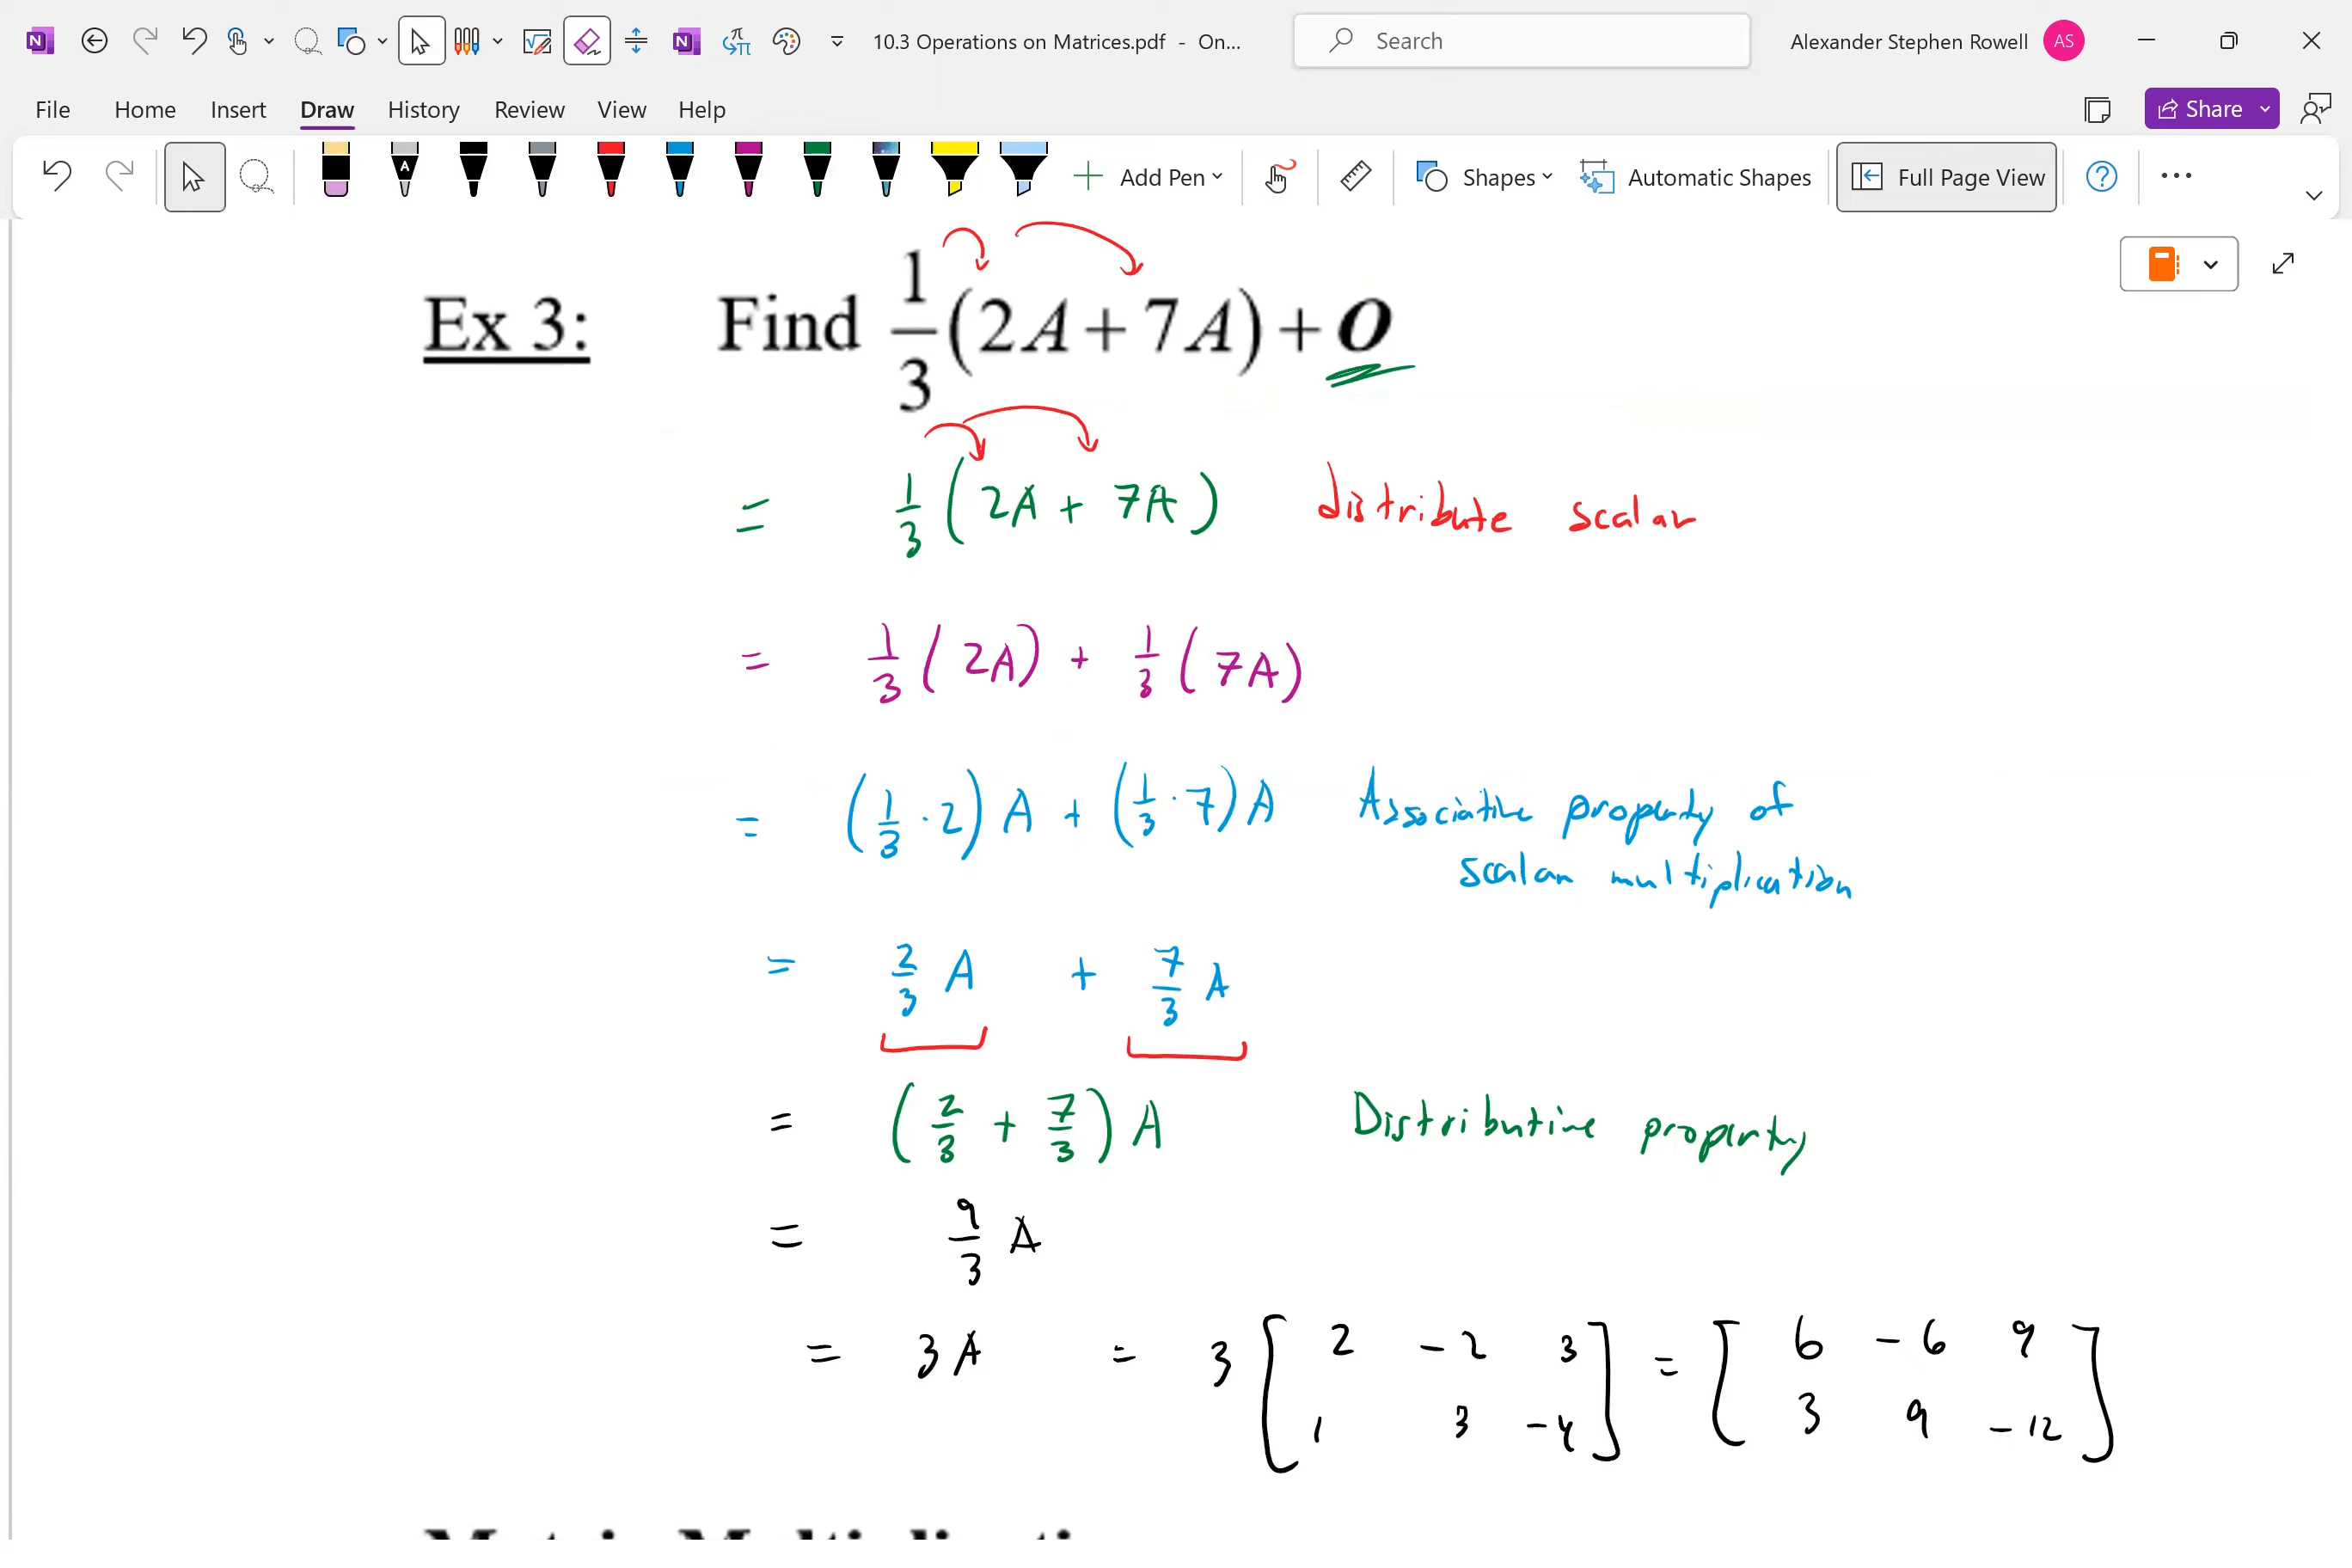 10.3 Operations on Matrices.pdf - On...
Search
Alexander Stephen Rowell AS
File Home Insert Draw History Review View Help
Share
A
Add Pen
Shapes
Automatic Shapes
Full Page View
Ex 3: Find 1/3(2A+7A)+O
= 1/3 (2A + 7A) distribute scalar
= 1/3 (2A) + 1/3 (7A)
= (1/3 · 2) A + (1/3 · 7) A Associative property of
scalar multiplication
= 2/3 A + 7/3 A
= (2/3 + 7/3) A Distributive property
= 9/3 A
= 3A = 3 [2 -2 3 = [6 -6 9
1 3 -4] 3 9 -12]